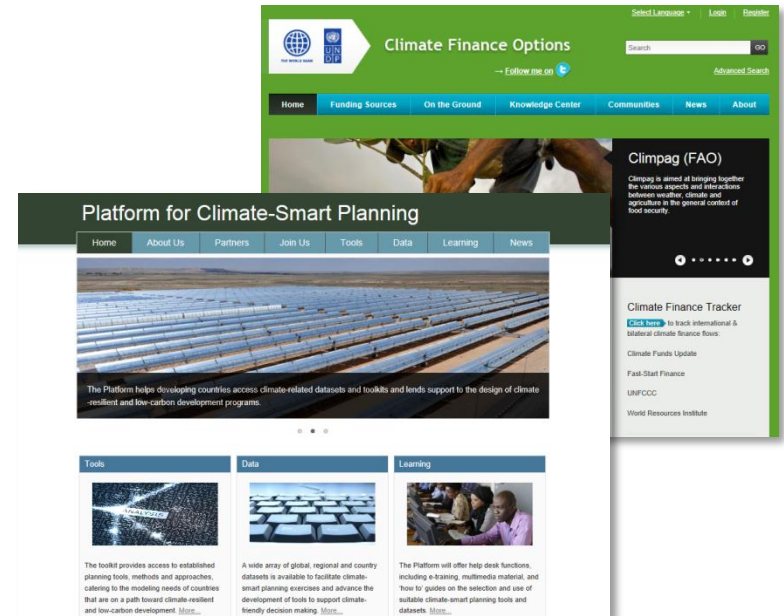 Select Language Login Register
THE WORLD BANK
U N
D P
Climate Finance Options
→ Follow me on
Search GO
Advanced Search
Home Funding Sources On the Ground Knowledge Center Communities News About
Climpag (FAO)
Climpag is aimed at bringing together
the various aspects and interactions
between weather, climate and
agriculture in the general context of
food security.
Climate Finance Tracker
Click here to track international &
bilateral climate finance flows:
Climate Funds Update
Fast-Start Finance
UNFCCC
World Resources Institute
Platform for Climate-Smart Planning
Home About Us Partners Join Us Tools Data Learning News
The Platform helps developing countries access climate-related datasets and toolkits and lends support to the design of climate
-resilient and low-carbon development programs.
Tools
ANALYSIS
The toolkit provides access to established
planning tools, methods and approaches,
catering to the modeling needs of countries
that are on a path toward climate-resilient
and low-carbon development. More...
Data
A wide array of global, regional and country
datasets is available to facilitate climate-
smart planning exercises and advance the
development of tools to support climate-
friendly decision making. More...
Learning
The Platform will offer help desk functions,
including e-training, multimedia material, and
'how to' guides on the selection and use of
suitable climate-smart planning tools and
datasets. More...